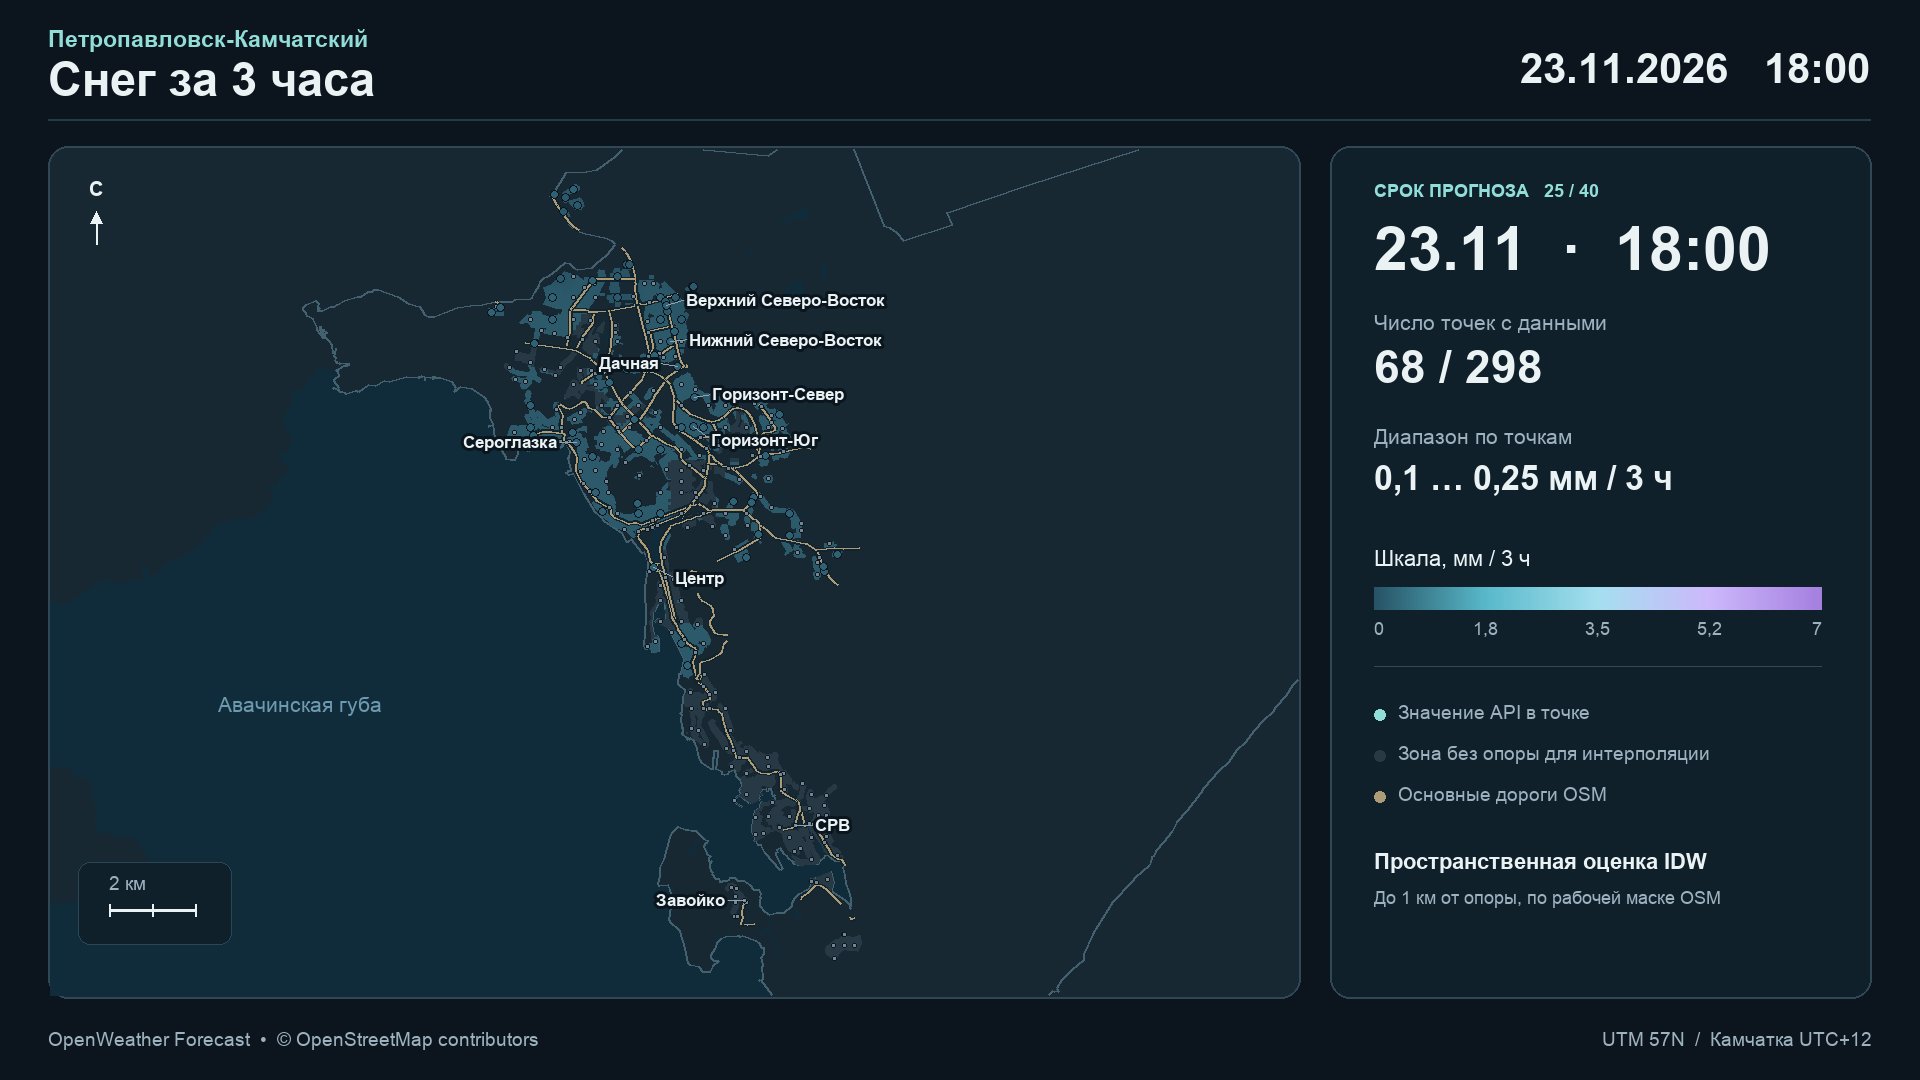 Петропавловск-Камчатский
Снег за 3 часа
23.11.2026 18:00
С
Верхний Северо-Восток
Нижний Северо-Восток
Дачная
Горизонт-Север
Горизонт-Юг
Сероглазка
Центр
Авачинская губа
СРВ
Завойко
2 км
СРОК ПРОГНОЗА 25 / 40
23.11 · 18:00
Число точек с данными
68 / 298
Диапазон по точкам
0,1 … 0,25 мм / 3 ч
Шкала, мм / 3 ч
0 1,8 3,5 5,2 7
Значение API в точке
Зона без опоры для интерполяции
Основные дороги OSM
Пространственная оценка IDW
До 1 км от опоры, по рабочей маске OSM
OpenWeather Forecast • © OpenStreetMap contributors
UTM 57N / Камчатка UTC+12